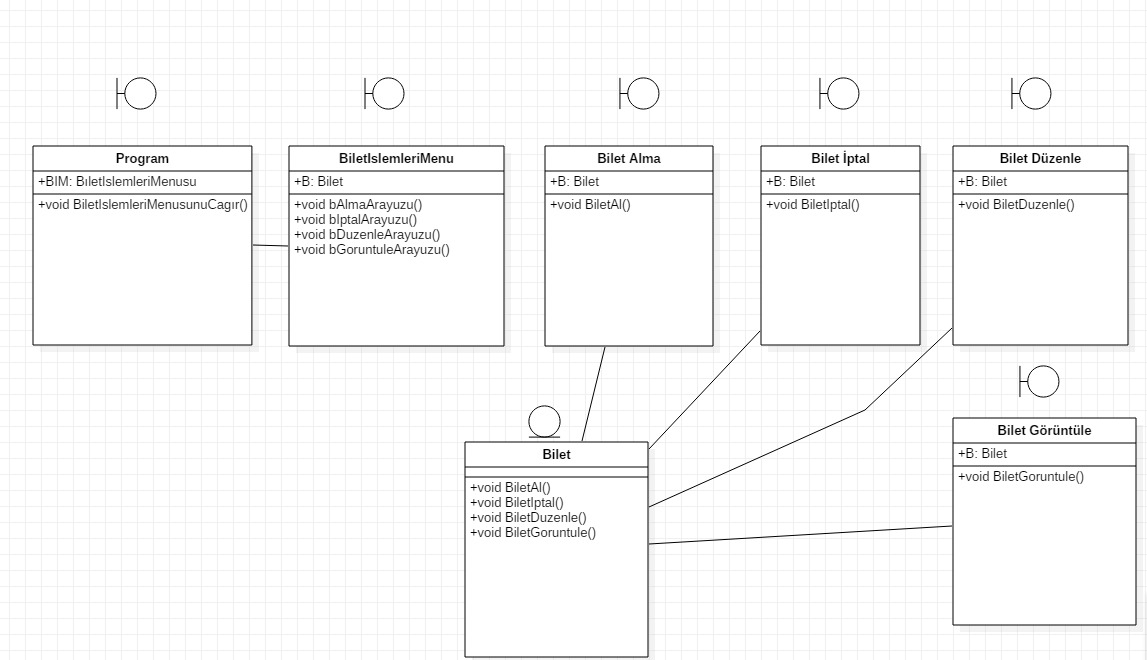 Program
+BIM: BıletIslemleriMenusu
+void BiletIslemleriMenusunuCagır()
BiletIslemleriMenu
+B: Bilet
+void bAlmaArayuzu()
+void bIptalArayuzu()
+void bDuzenleArayuzu()
+void bGoruntuleArayuzu()
Bilet Alma
+B: Bilet
+void BiletAl()
Bilet İptal
+B: Bilet
+void BiletIptal()
Bilet Düzenle
+B: Bilet
+void BiletDuzenle()
Bilet Görüntüle
+B: Bilet
+void BiletGoruntule()
Bilet
+void BiletAl()
+void BiletIptal()
+void BiletDuzenle()
+void BiletGoruntule()